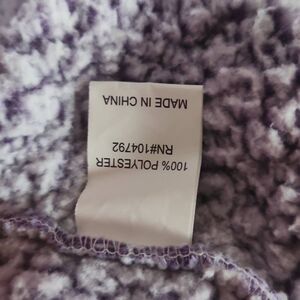 100% POLYESTER
RN#104792
MADE IN CHINA